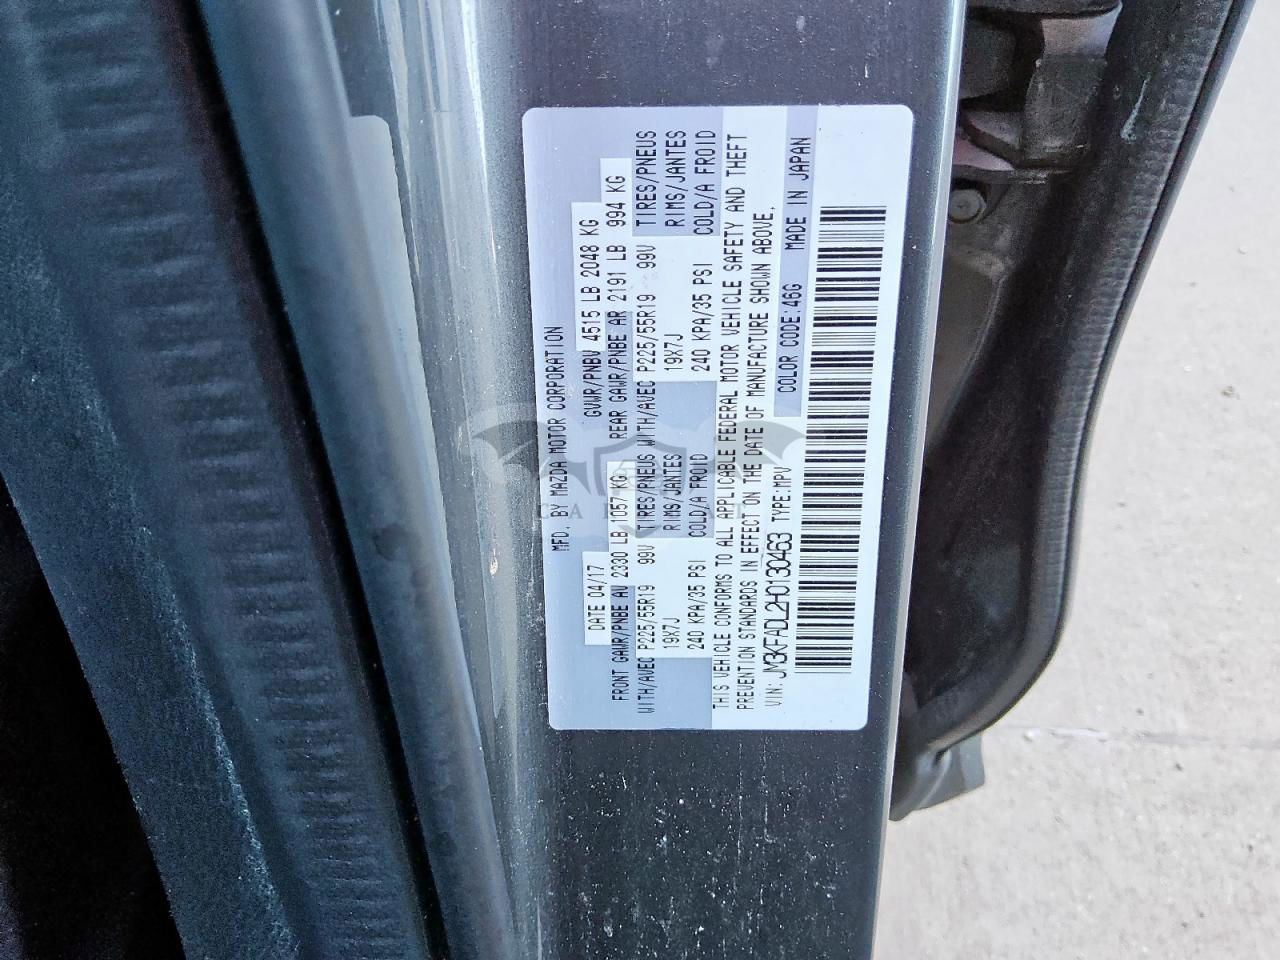 MFD. BY MAZDA MOTOR CORPORATION
DATE 04/17 GVWR/PNBV 4515 LB 2048 KG
FRONT GAWR/PNBE AV 2330 LB 1057 KG REAR GAWR/PNBE AR 2191 LB 994 KG
WITH/AVEC P225/55R19 99V TIRES/PNEUS WITH/AVEC P225/55R19 99V TIRES/PNEUS
19X7J RIMS/JANTES 19X7J RIMS/JANTES
240 KPA/35 PSI COLD/A FROID 240 KPA/35 PSI COLD/A FROID
THIS VEHICLE CONFORMS TO ALL APPLICABLE FEDERAL MOTOR VEHICLE SAFETY AND THEFT
PREVENTION STANDARDS IN EFFECT ON THE DATE OF MANUFACTURE SHOWN ABOVE.
VIN: JM3KFADL2H0130463 TYPE:MPV COLOR CODE:46G MADE IN JAPAN